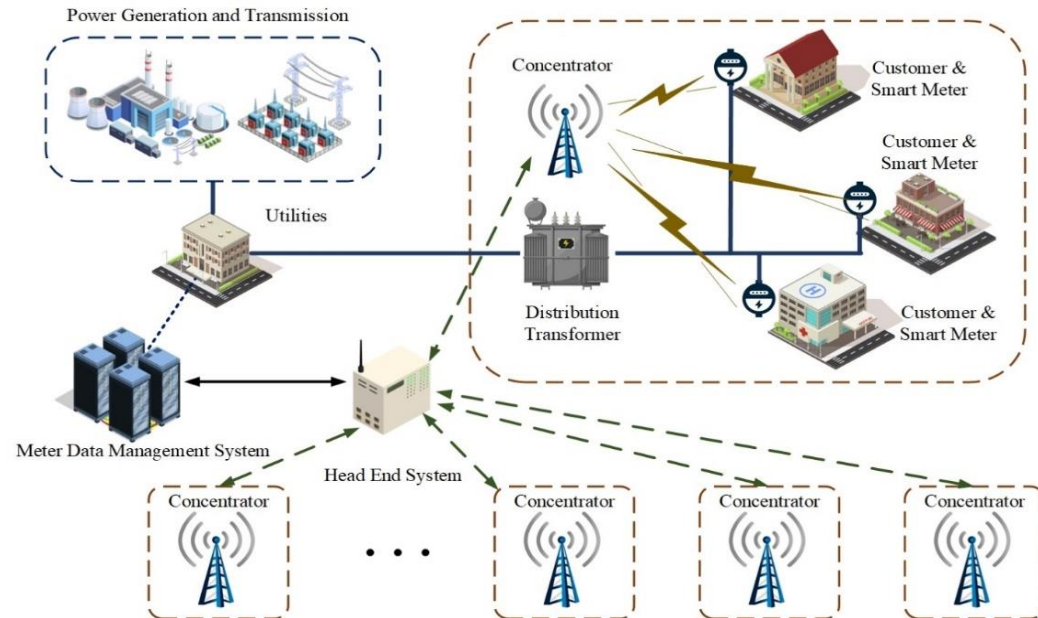 Power Generation and Transmission
Concentrator
Customer &
Smart Meter
Customer &
Smart Meter
Utilities
Distribution
Transformer
H
Customer &
Smart Meter
Meter Data Management System
Head End System
Concentrator
Concentrator
Concentrator
Concentrator